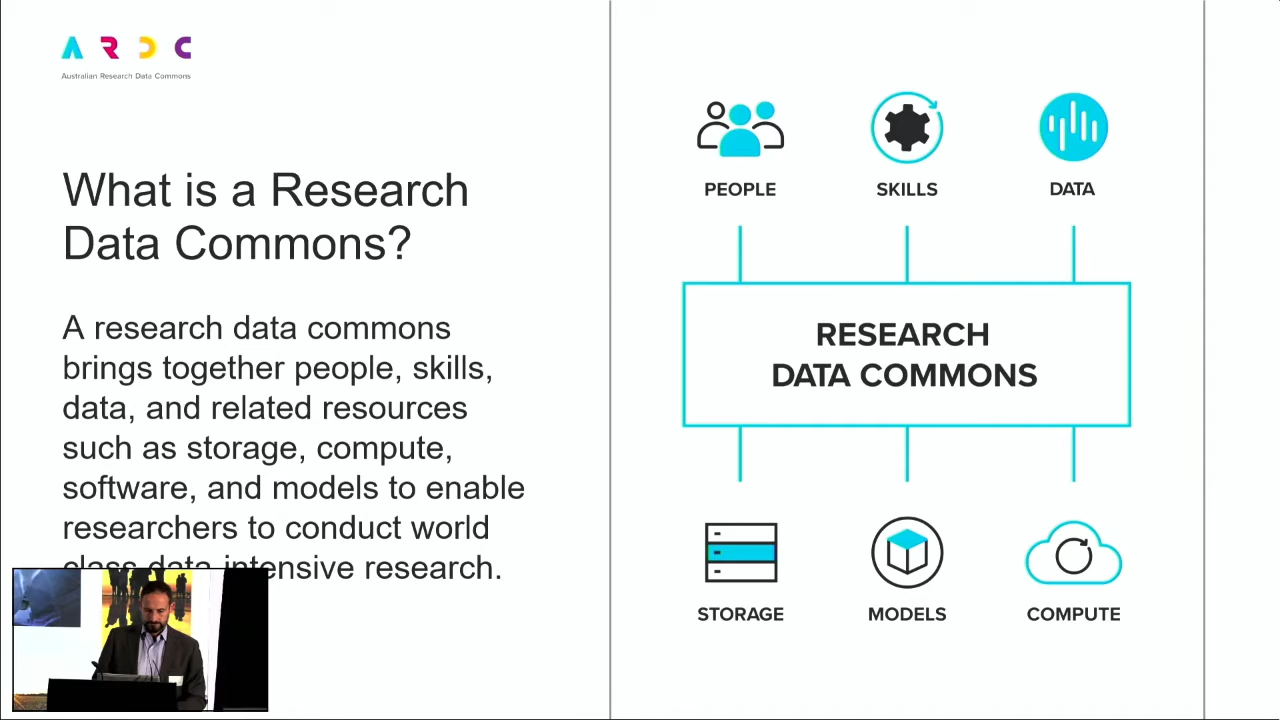 ARDC
Australian Research Data Commons
What is a Research
Data Commons?
A research data commons
brings together people, skills,
data, and related resources
such as storage, compute,
software, and models to enable
researchers to conduct world
class data intensive research.
PEOPLE
SKILLS
DATA
RESEARCH
DATA COMMONS
STORAGE
MODELS
COMPUTE